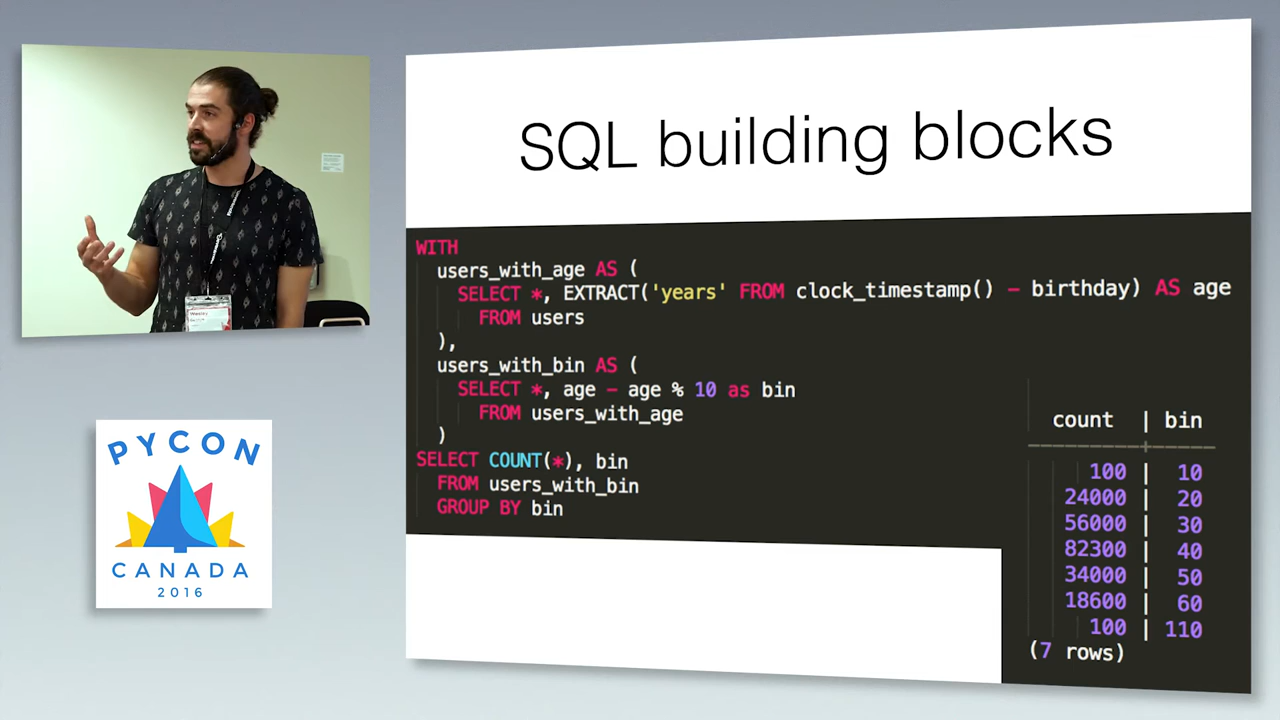 SQL building blocks
WITH
users_with_age AS (
SELECT *, EXTRACT('years' FROM clock_timestamp() - birthday) AS age
FROM users
),
users_with_bin AS (
SELECT *, age - age % 10 as bin
FROM users_with_age
)
SELECT COUNT(*), bin
FROM users_with_bin
GROUP BY bin
count | bin
100 | 10
24000 | 20
56000 | 30
82300 | 40
34000 | 50
18600 | 60
100 | 110
(7 rows)
Wesley
PYCON
CANADA
2016